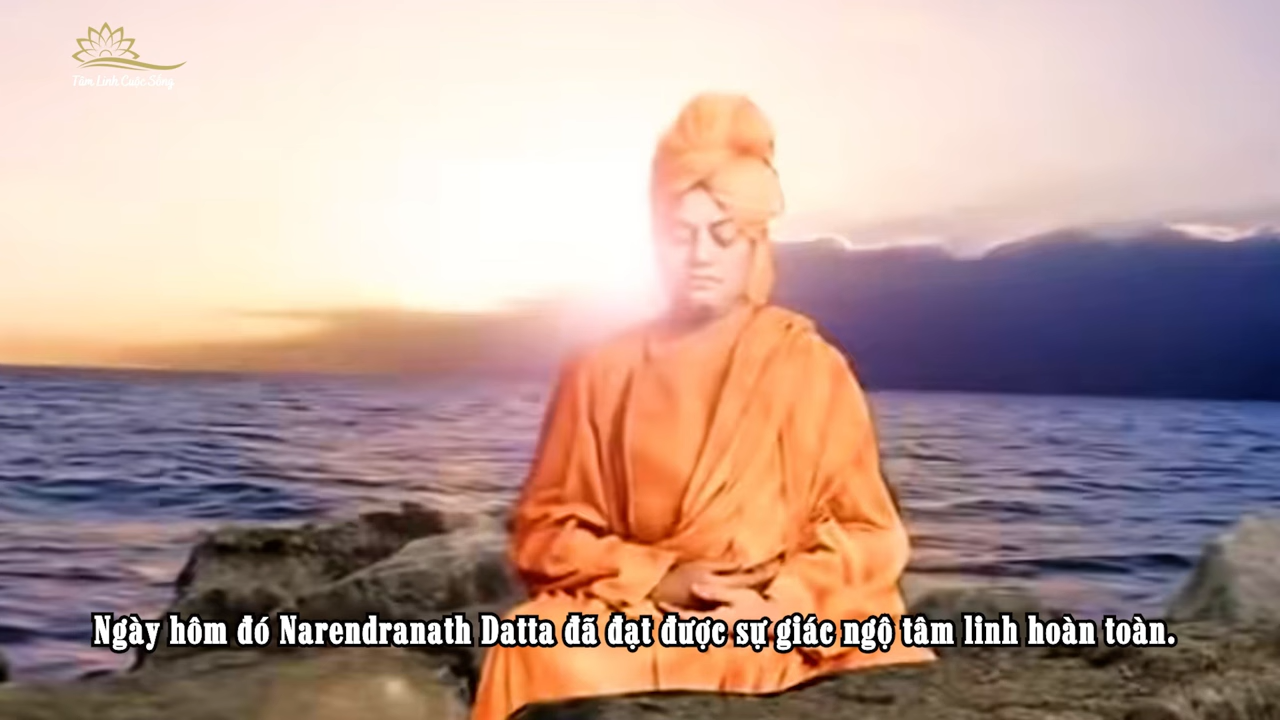 Tâm Linh Cuộc Sống
Ngày hôm đó Narendranath Datta đã đạt được sự giác ngộ tâm linh hoàn toàn.